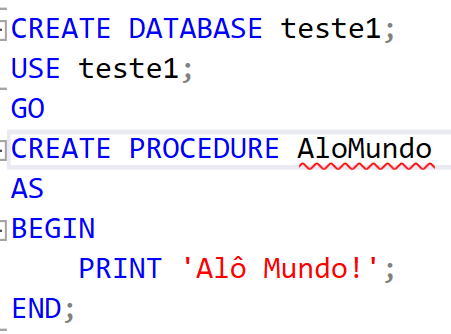 CREATE DATABASE teste1;
USE teste1;
GO
CREATE PROCEDURE AloMundo
AS
BEGIN
    PRINT 'Alô Mundo!';
END;